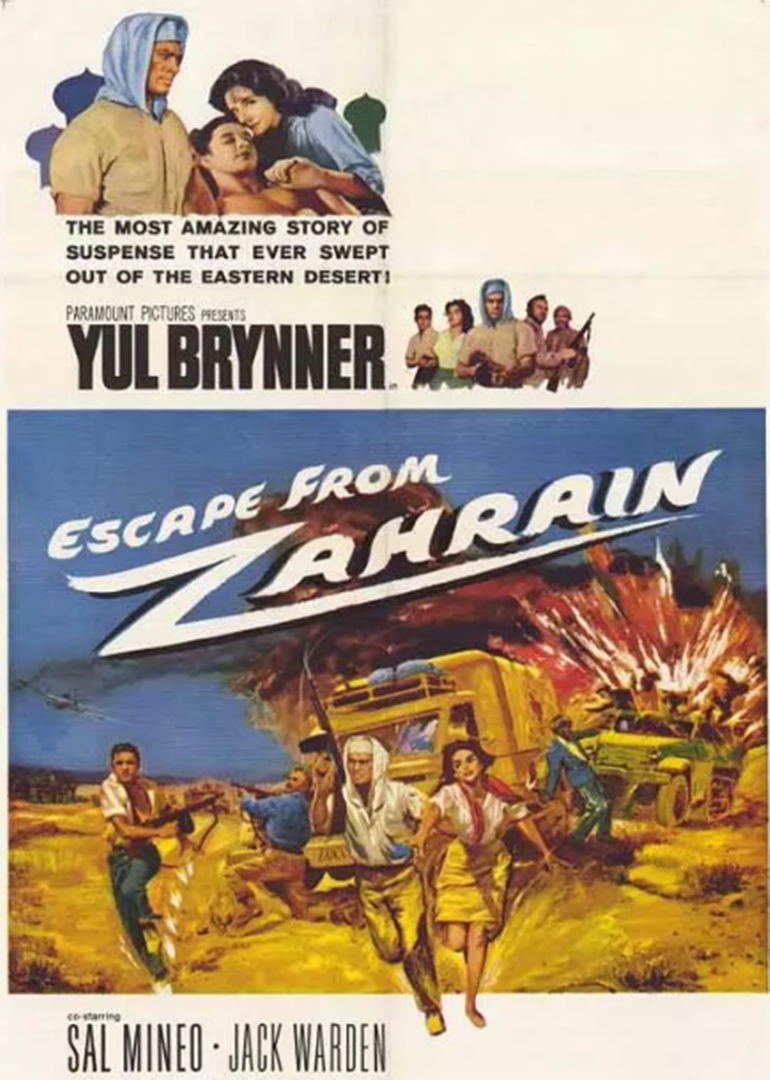 THE MOST AMAZING STORY OF
SUSPENSE THAT EVER SWEPT
OUT OF THE EASTERN DESERT!
PARAMOUNT PICTURES PRESENTS
YUL BRYNNER
ESCAPE FROM
ZAHRAIN
co-starring
SAL MINEO · JACK WARDEN